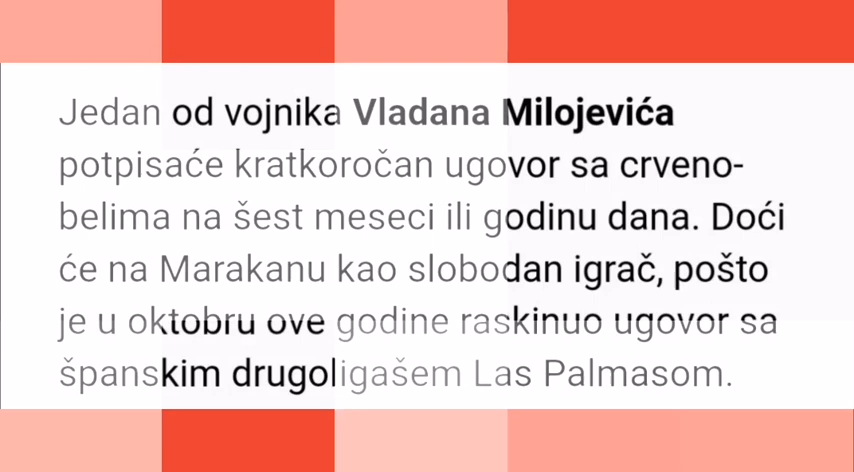 Jedan od vojnika Vladana Milojevića
potpisaće kratkoročan ugovor sa crveno-
belima na šest meseci ili godinu dana. Doći
će na Marakanu kao slobodan igrač, pošto
je u oktobru ove godine raskinuo ugovor sa
španskim drugoligašem Las Palmasom.